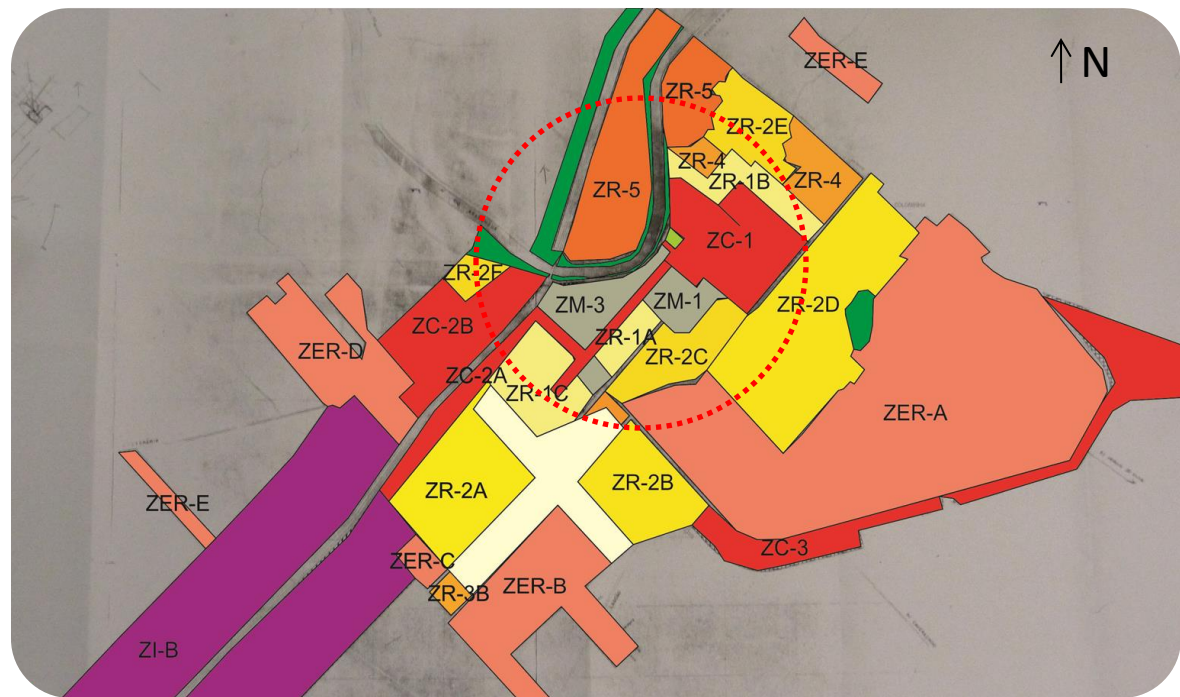 N
ZER-E
ZR-5
ZR-2E
ZR-4
ZR-5
ZR-1B
ZR-4
ZC-1
ZR-2F
ZM-3
ZM-1
ZR-2D
ZC-2B
ZR-1A
ZER-D
ZR-2C
ZC-2A
ZR-1C
ZER-A
ZR-2A
ZR-2B
ZER-E
ZC-3
ZER-C
ZER-B
ZR-3B
ZI-B